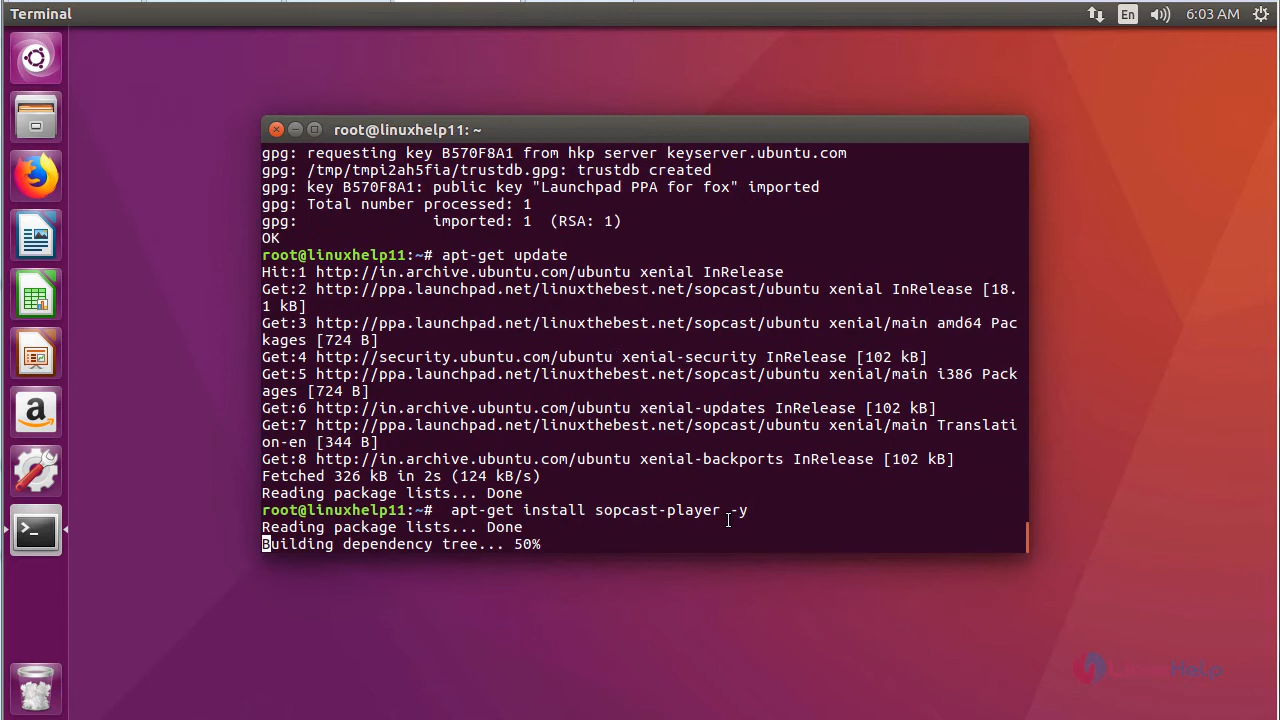 Terminal
En
6:03 AM
root@linuxhelp11: ~
gpg: requesting key B570F8A1 from hkp server keyserver.ubuntu.com
gpg: /tmp/tmpi2ah5fia/trustdb.gpg: trustdb created
gpg: key B570F8A1: public key "Launchpad PPA for fox" imported
gpg: Total number processed: 1
gpg:                 imported: 1  (RSA: 1)
OK
root@linuxhelp11:~# apt-get update
Hit:1 http://in.archive.ubuntu.com/ubuntu xenial InRelease
Get:2 http://ppa.launchpad.net/linuxthebest.net/sopcast/ubuntu xenial InRelease [18.
1 kB]
Get:3 http://ppa.launchpad.net/linuxthebest.net/sopcast/ubuntu xenial/main amd64 Pac
kages [724 B]
Get:4 http://security.ubuntu.com/ubuntu xenial-security InRelease [102 kB]
Get:5 http://ppa.launchpad.net/linuxthebest.net/sopcast/ubuntu xenial/main i386 Pack
ages [724 B]
Get:6 http://in.archive.ubuntu.com/ubuntu xenial-updates InRelease [102 kB]
Get:7 http://ppa.launchpad.net/linuxthebest.net/sopcast/ubuntu xenial/main Translati
on-en [344 B]
Get:8 http://in.archive.ubuntu.com/ubuntu xenial-backports InRelease [102 kB]
Fetched 326 kB in 2s (124 kB/s)
Reading package lists... Done
root@linuxhelp11:~#  apt-get install sopcast-player -y
Reading package lists... Done
Building dependency tree... 50%